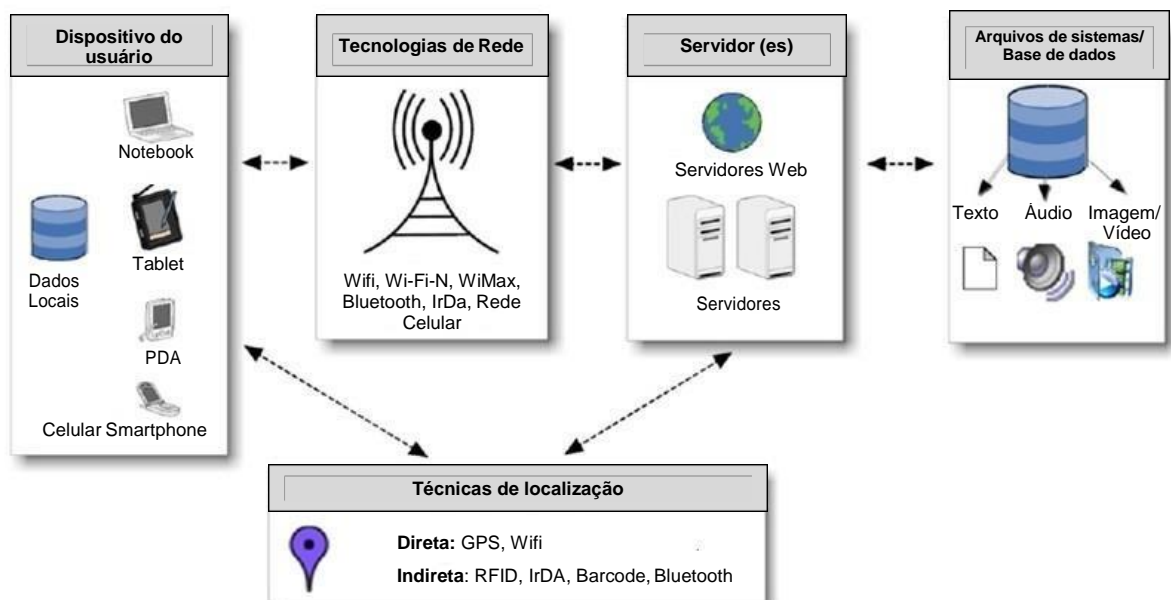 Dispositivo do
usuário
Notebook
Tablet
Dados
Locais
PDA
Celular Smartphone
Tecnologias de Rede
Wifi, Wi-Fi-N, WiMax,
Bluetooth, IrDa, Rede
Celular
Servidor (es)
Servidores Web
Servidores
Arquivos de sistemas/
Base de dados
Texto Áudio Imagem/
Vídeo
Técnicas de localização
Direta: GPS, Wifi
Indireta: RFID, IrDA, Barcode, Bluetooth